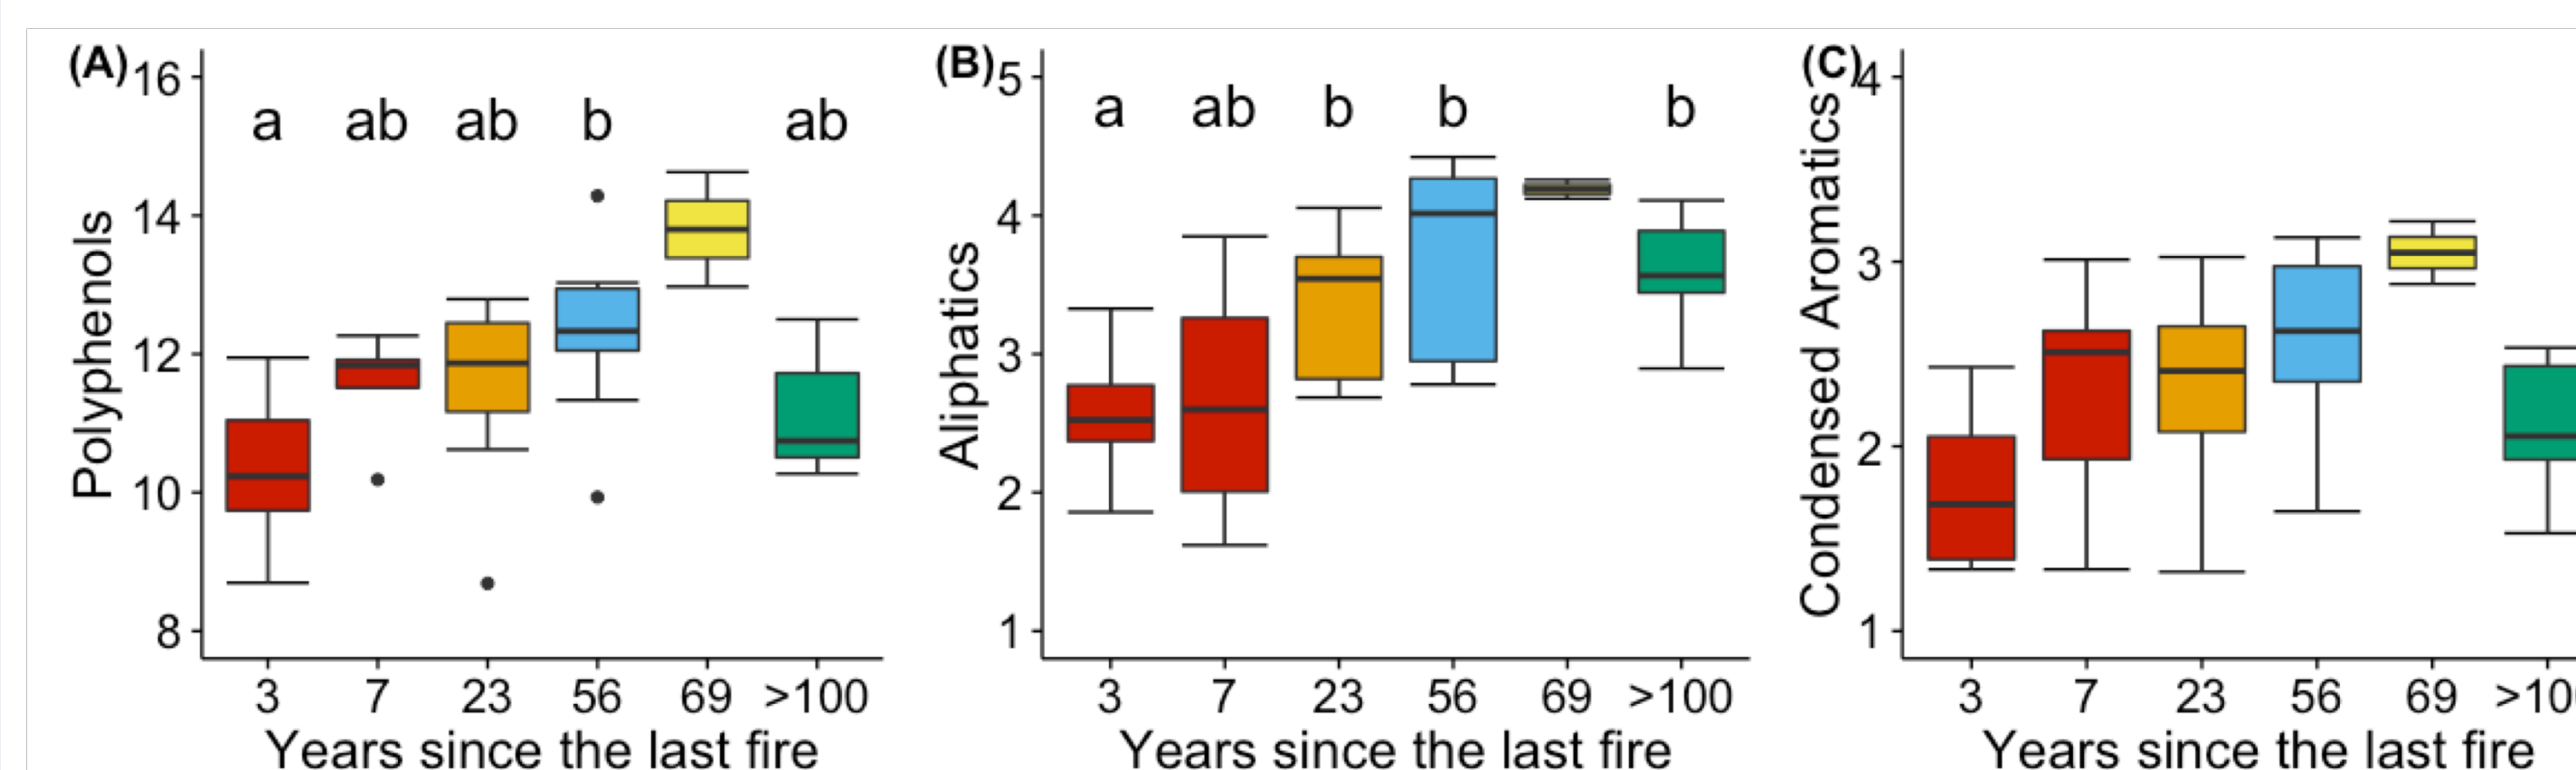 (A)
16
14
12
10
8
Polyphenols
a ab ab b ab
3 7 23 56 69 >100
Years since the last fire
(B)
5
4
3
2
1
Aliphatics
a ab b b b
3 7 23 56 69 >100
Years since the last fire
(C)
4
3
2
1
Condensed Aromatics
3 7 23 56 69 >10
Years since the last fire